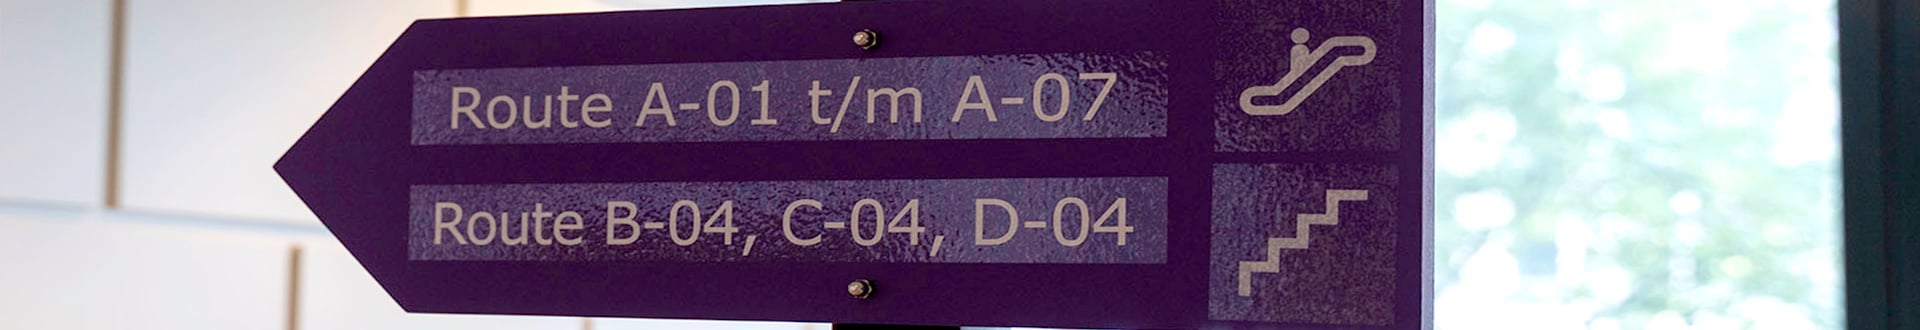 Route A-01 t/m A-07
Route B-04, C-04, D-04